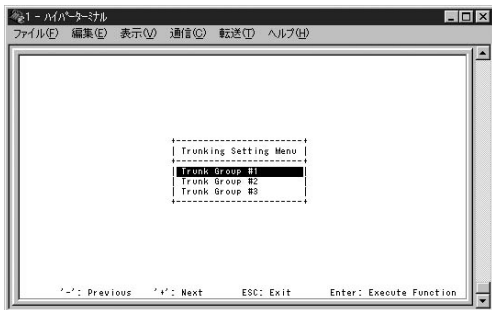 1 - ハイパーターミナル
ファイル(F) 編集(E) 表示(V) 通信(C) 転送(T) ヘルプ(H)
Trunking Setting Menu
Trunk Group #1
Trunk Group #2
Trunk Group #3
'-': Previous '+': Next ESC: Exit Enter: Execute Function